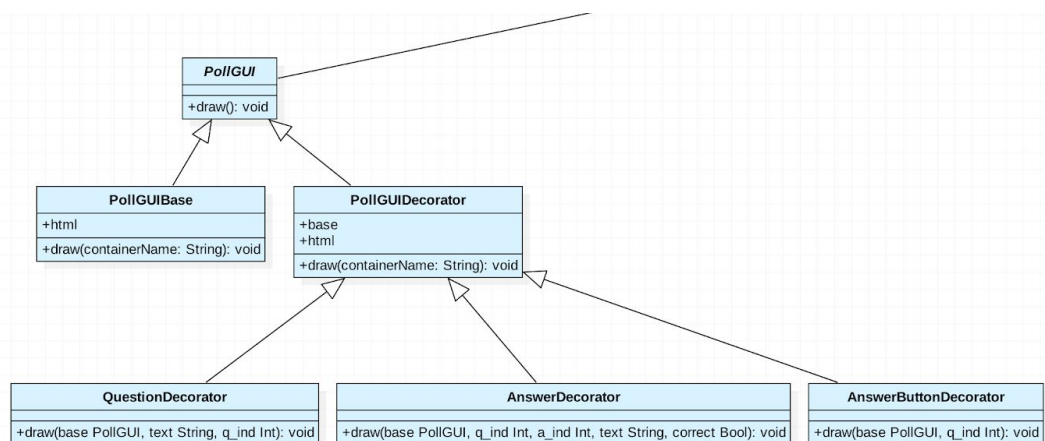 PollGUI
+draw(): void
PollGUIBase
+html
+draw(containerName: String): void
PollGUIDecorator
+base
+html
+draw(containerName: String): void
QuestionDecorator
+draw(base PollGUI, text String, q_ind Int): void
AnswerDecorator
+draw(base PollGUI, q_ind Int, a_ind Int, text String, correct Bool): void
AnswerButtonDecorator
+draw(base PollGUI, q_ind Int): void